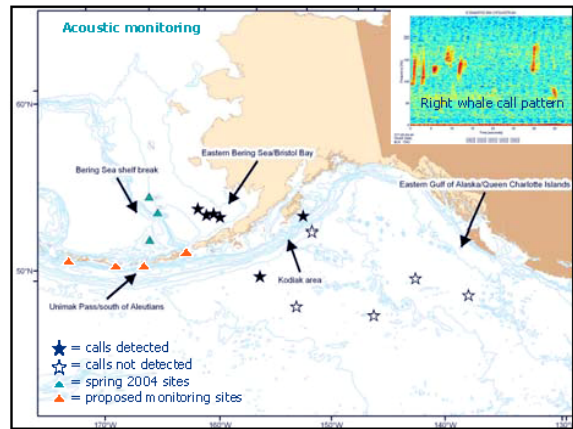 Acoustic monitoring
Right whale call pattern
60°N
Eastern Bering Sea/Bristol Bay
Bering Sea shelf break
Eastern Gulf of Alaska/Queen Charlotte Islands
50°N
Kodiak area
Unimak Pass/south of Aleutians
= calls detected
= calls not detected
= spring 2004 sites
= proposed monitoring sites
170°W
160°W
150°W
140°W